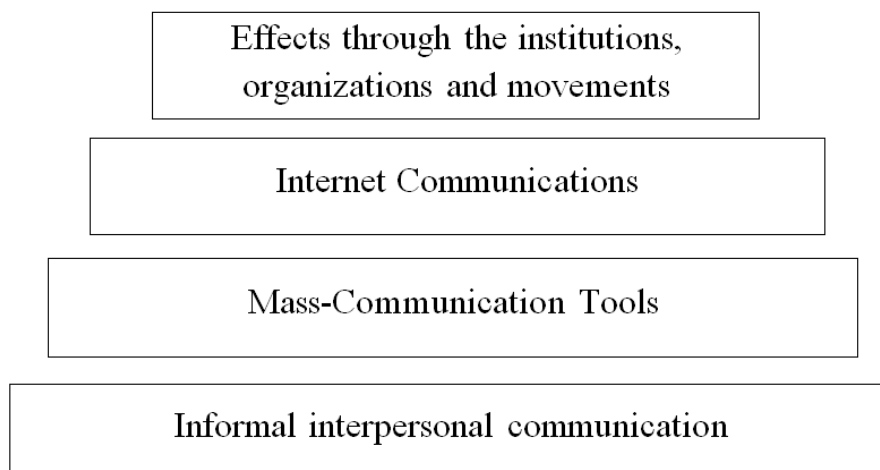 Effects through the institutions,
organizations and movements
Internet Communications
Mass-Communication Tools
Informal interpersonal communication